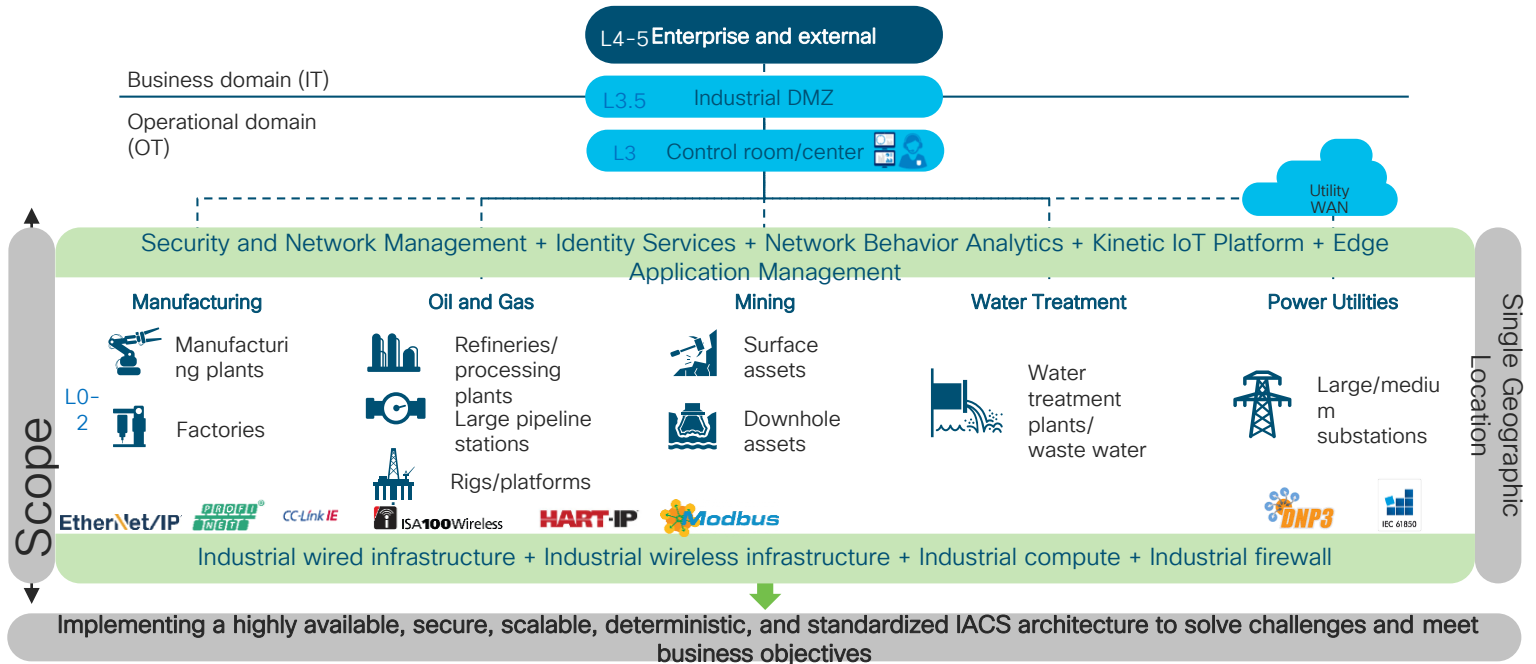 L4-5 Enterprise and external
Business domain (IT)
L3.5 Industrial DMZ
Operational domain
(OT)
L3 Control room/center
Utility
WAN
Security and Network Management + Identity Services + Network Behavior Analytics + Kinetic IoT Platform + Edge
Application Management
Scope
Single Geographic
Location
L0-
2
Manufacturing
Manufacturi
ng plants
Factories
Oil and Gas
Refineries/
processing
plants
Large pipeline
stations
Rigs/platforms
Mining
Surface
assets
Downhole
assets
Water Treatment
Water
treatment
plants/
waste water
Power Utilities
Large/mediu
m
substations
EtherNet/IP
PROFI
NET
CC-Link IE
ISA100 Wireless
HART-IP
Modbus
DNP3
IEC 61850
Industrial wired infrastructure + Industrial wireless infrastructure + Industrial compute + Industrial firewall
Implementing a highly available, secure, scalable, deterministic, and standardized IACS architecture to solve challenges and meet
business objectives